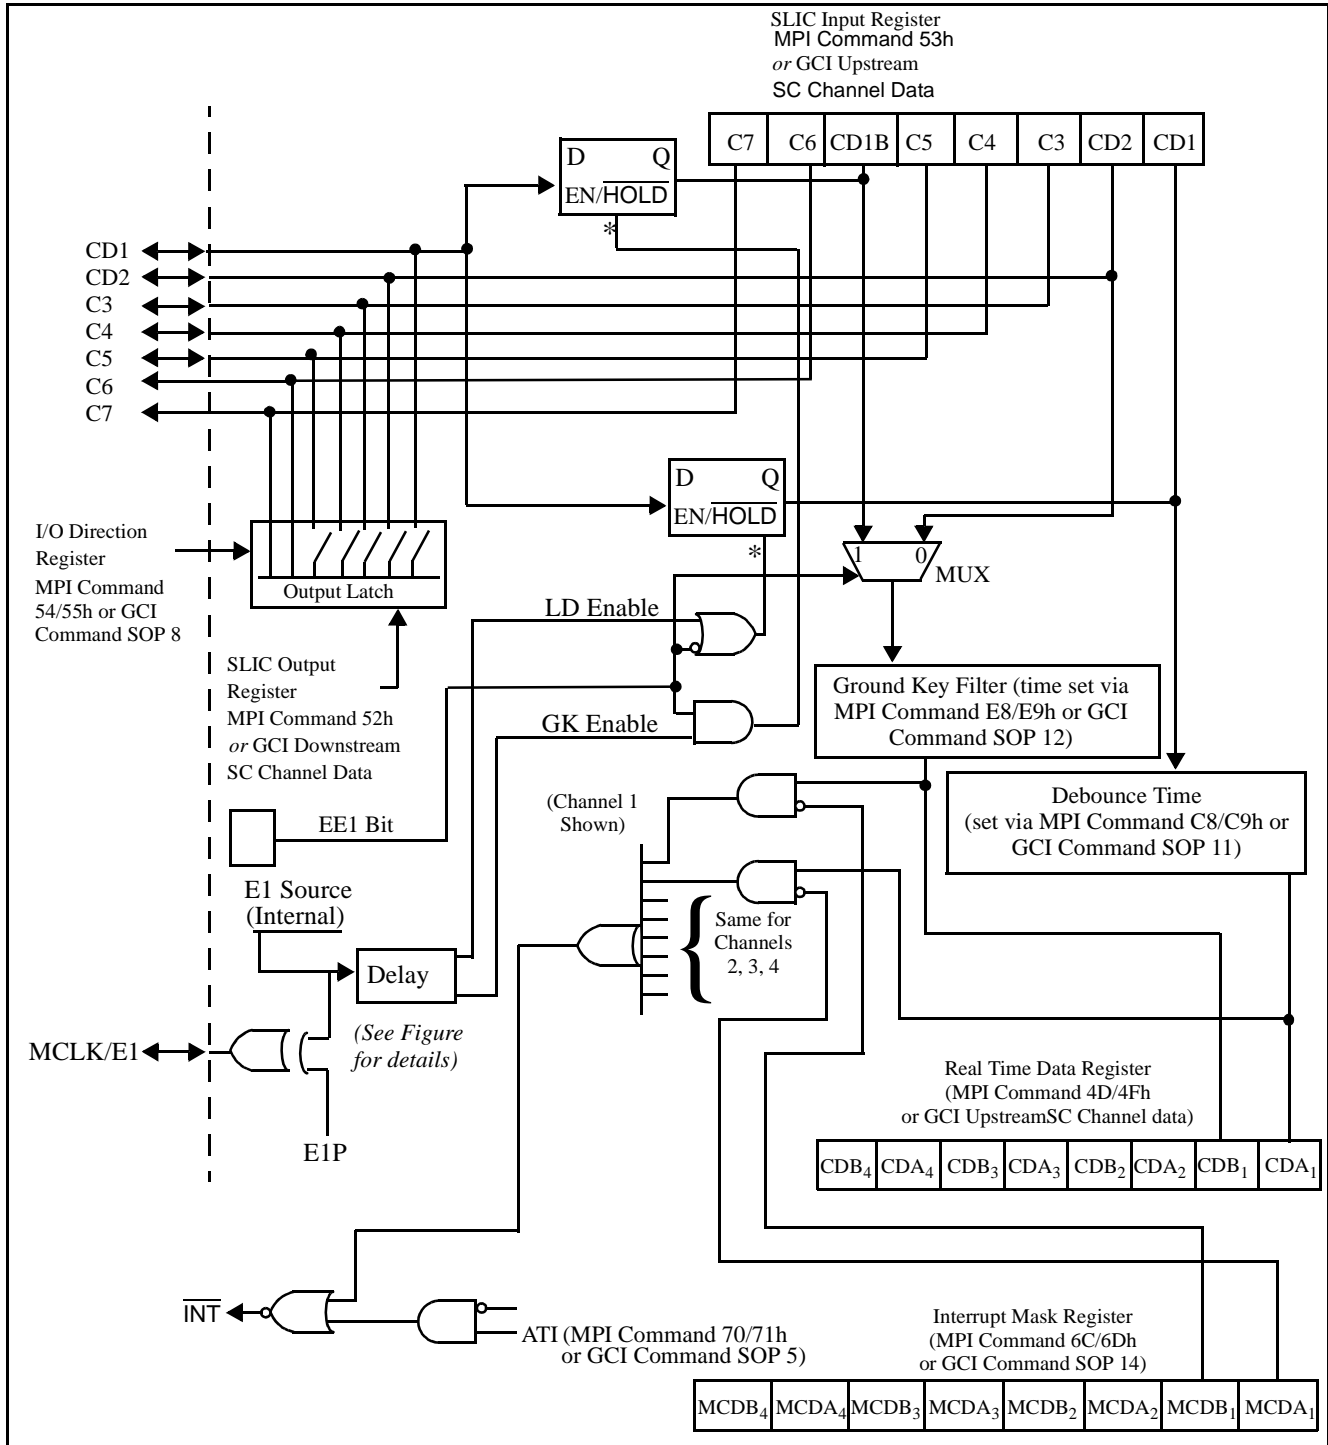 SLIC Input Register
MPI Command 53h
or GCI Upstream
SC Channel Data
C7 C6 CD1B C5 C4 C3 CD2 CD1
D Q
EN/HOLD
*
CD1
CD2
C3
C4
C5
C6
C7
D Q
EN/HOLD
*
I/O Direction
Register
MPI Command
54/55h or GCI
Command SOP 8
Output Latch
1 0
MUX
LD Enable
SLIC Output
Register
MPI Command 52h
or GCI Downstream
SC Channel Data
GK Enable
Ground Key Filter (time set via
MPI Command E8/E9h or GCI
Command SOP 12)
(Channel 1
Shown)
Debounce Time
(set via MPI Command C8/C9h or
GCI Command SOP 11)
EE1 Bit
E1 Source
(Internal)
Same for
Channels
2, 3, 4
Delay
(See Figure
for details)
MCLK/E1
E1P
Real Time Data Register
(MPI Command 4D/4Fh
or GCI UpstreamSC Channel data)
CDB4 CDA4 CDB3 CDA3 CDB2 CDA2 CDB1 CDA1
INT
ATI (MPI Command 70/71h
or GCI Command SOP 5)
Interrupt Mask Register
(MPI Command 6C/6Dh
or GCI Command SOP 14)
MCDB4 MCDA4 MCDB3 MCDA3 MCDB2 MCDA2 MCDB1 MCDA1